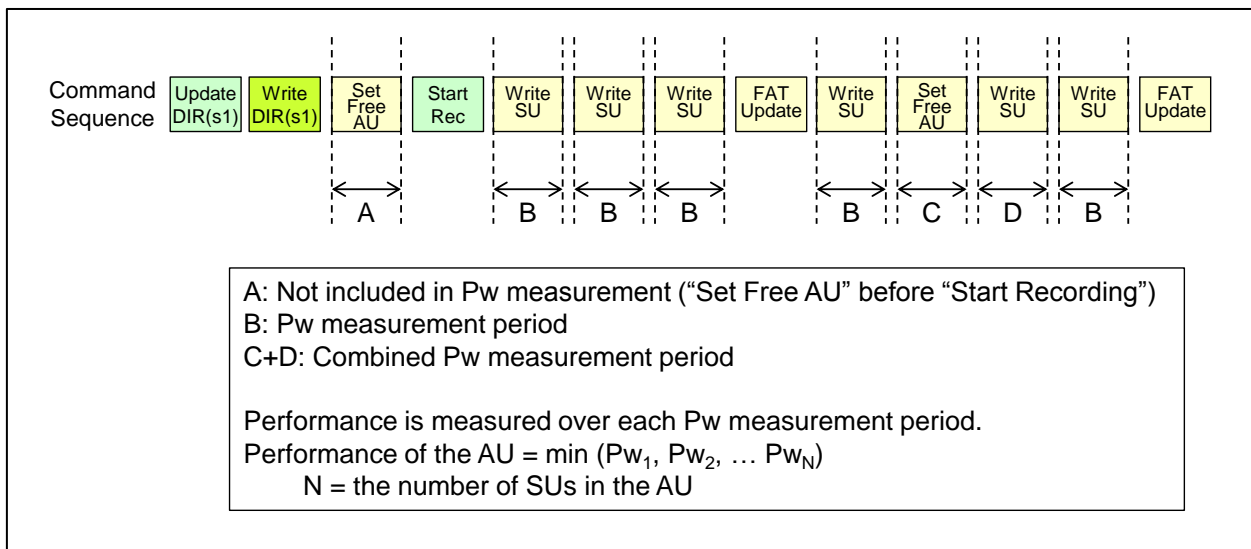 Command Sequence
Update DIR(s1)
Write DIR(s1)
Set Free AU
Start Rec
Write SU
Write SU
Write SU
FAT Update
Write SU
Set Free AU
Write SU
Write SU
FAT Update
A
B
B
B
B
C
D
B
A: Not included in Pw measurement (“Set Free AU” before “Start Recording”)
B: Pw measurement period
C+D: Combined Pw measurement period
Performance is measured over each Pw measurement period.
Performance of the AU = min (Pw₁, Pw₂, … Pw_N)
N = the number of SUs in the AU